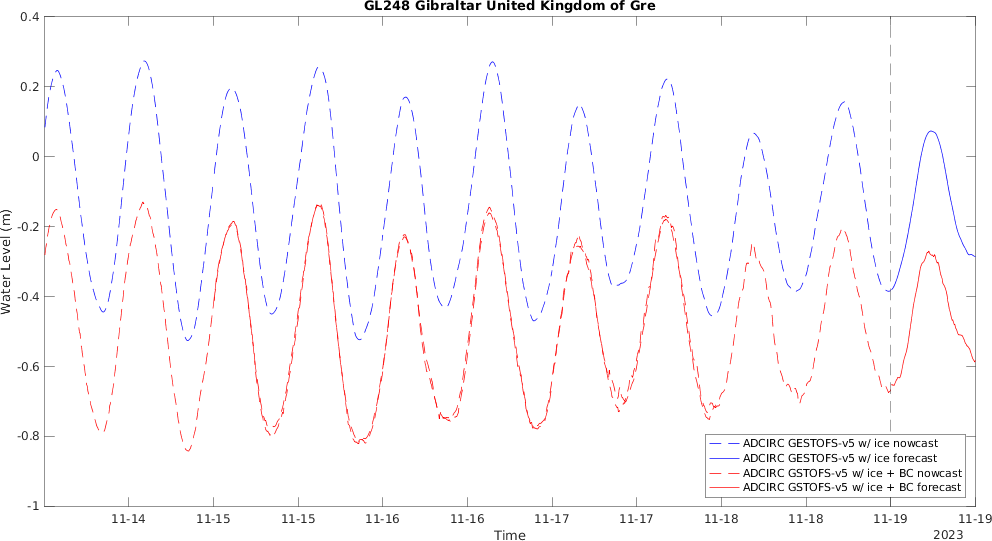 GL248 Gibraltar United Kingdom of Gre
0.4
0.2
0
-0.2
-0.4
-0.6
-0.8
-1
Water Level (m)
ADCIRC GESTOFS-v5 w/ ice nowcast
ADCIRC GESTOFS-v5 w/ ice forecast
ADCIRC GSTOFS-v5 w/ ice + BC nowcast
ADCIRC GSTOFS-v5 w/ ice + BC forecast
11-14 11-15 11-15 11-16 11-16 11-17 11-17 11-18 11-18 11-19 11-19
Time
2023